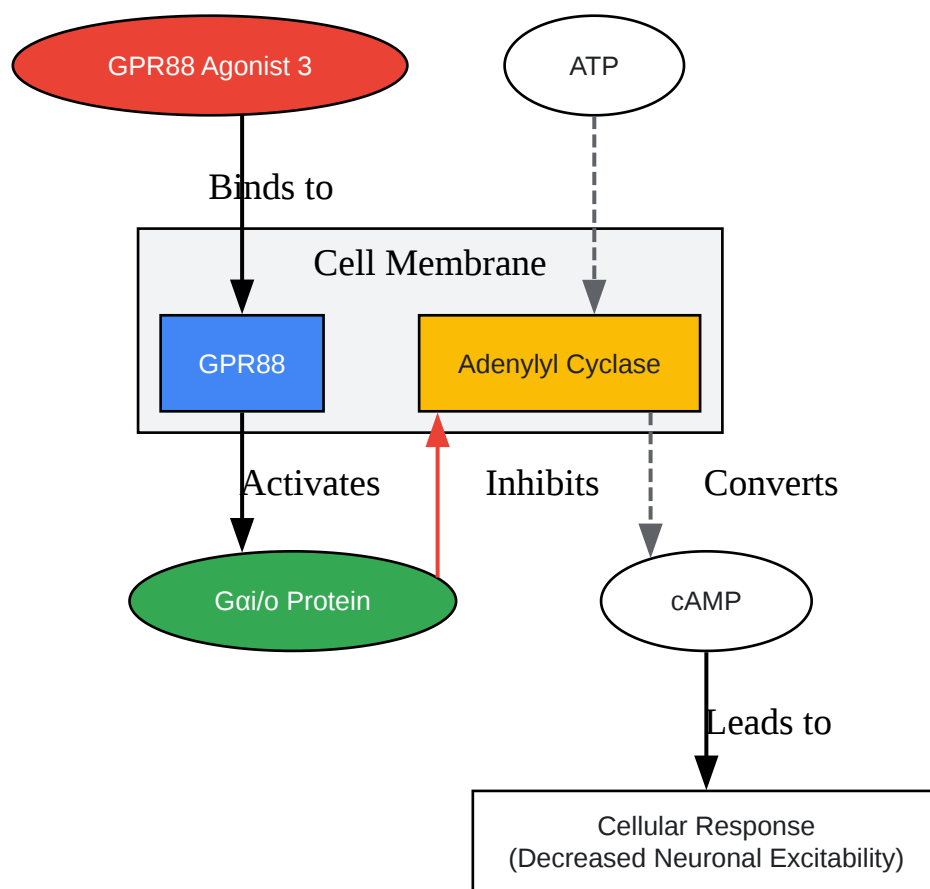 GPR88 Agonist 3
ATP
Binds to
Cell Membrane
GPR88
Adenylyl Cyclase
Activates
Inhibits
Converts
Gαi/o Protein
cAMP
Leads to
Cellular Response
(Decreased Neuronal Excitability)